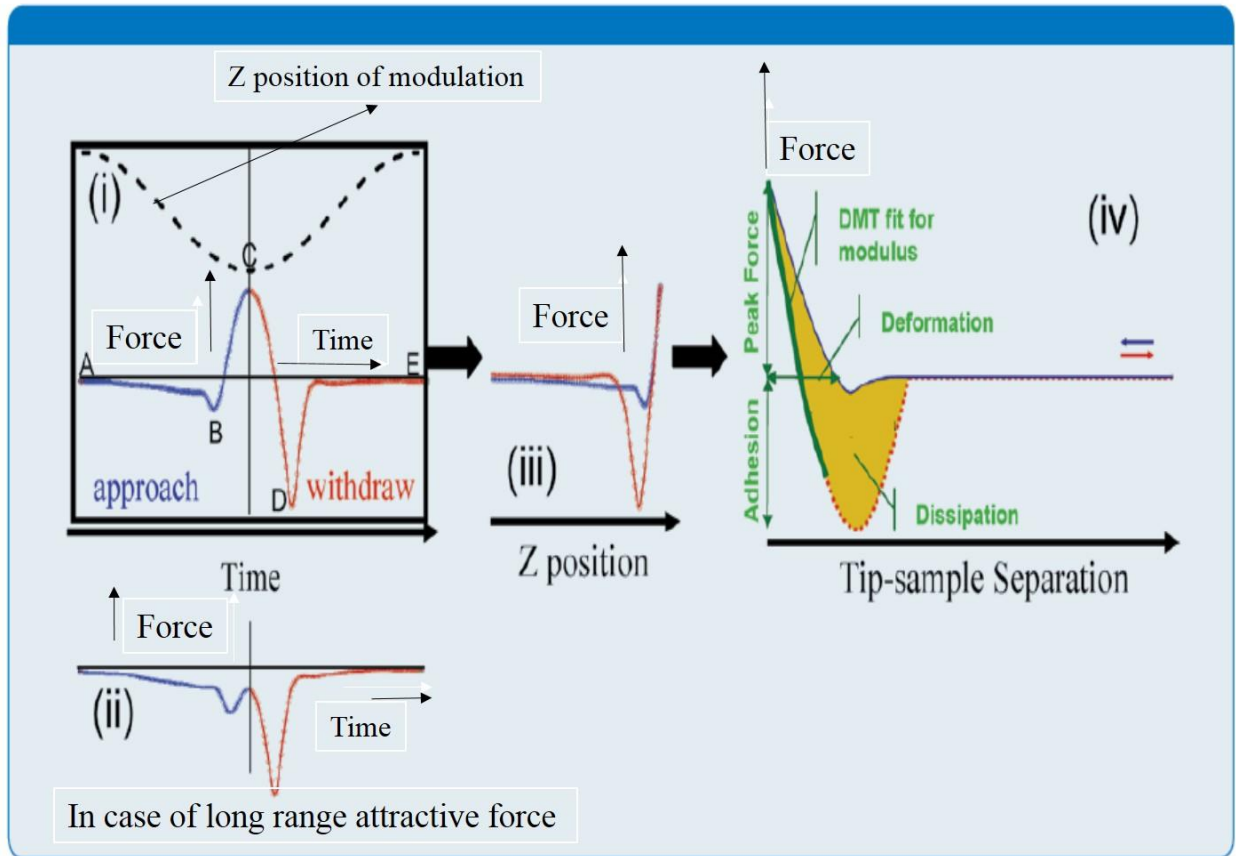 Z position of modulation
(i)
C
Force
Time
A
E
B
D
approach
withdraw
Time
Force
(iii)
Z position
Force
(iv)
DMT fit for
modulus
Peak Force
Deformation
Adhesion
Dissipation
Tip-sample Separation
Force
(ii)
Time
In case of long range attractive force